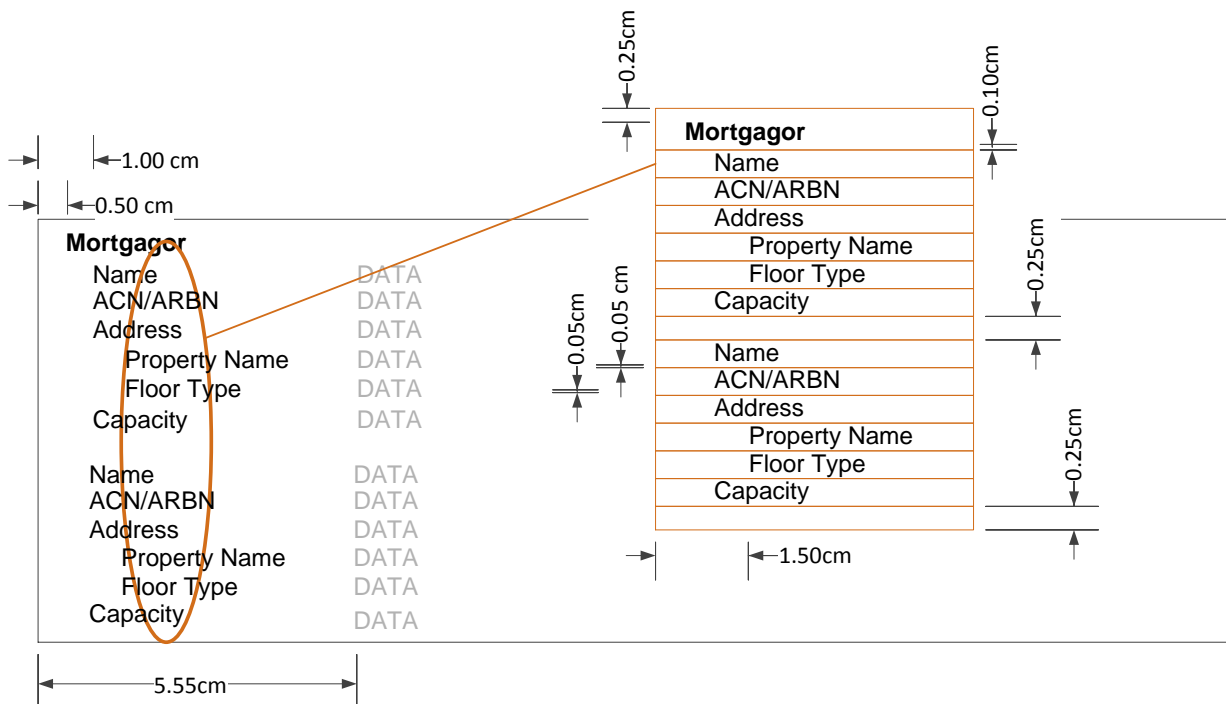 0.25cm
0.10cm
Mortgagor
Name
ACN/ARBN
Address
Property Name
Floor Type
Capacity
Name
ACN/ARBN
Address
Property Name
Floor Type
Capacity
0.25cm
0.25cm
1.50cm
0.05 cm
0.05cm
1.00 cm
0.50 cm
Mortgagor
Name DATA
ACN/ARBN DATA
Address DATA
Property Name DATA
Floor Type DATA
Capacity DATA
Name DATA
ACN/ARBN DATA
Address DATA
Property Name DATA
Floor Type DATA
Capacity DATA
5.55cm